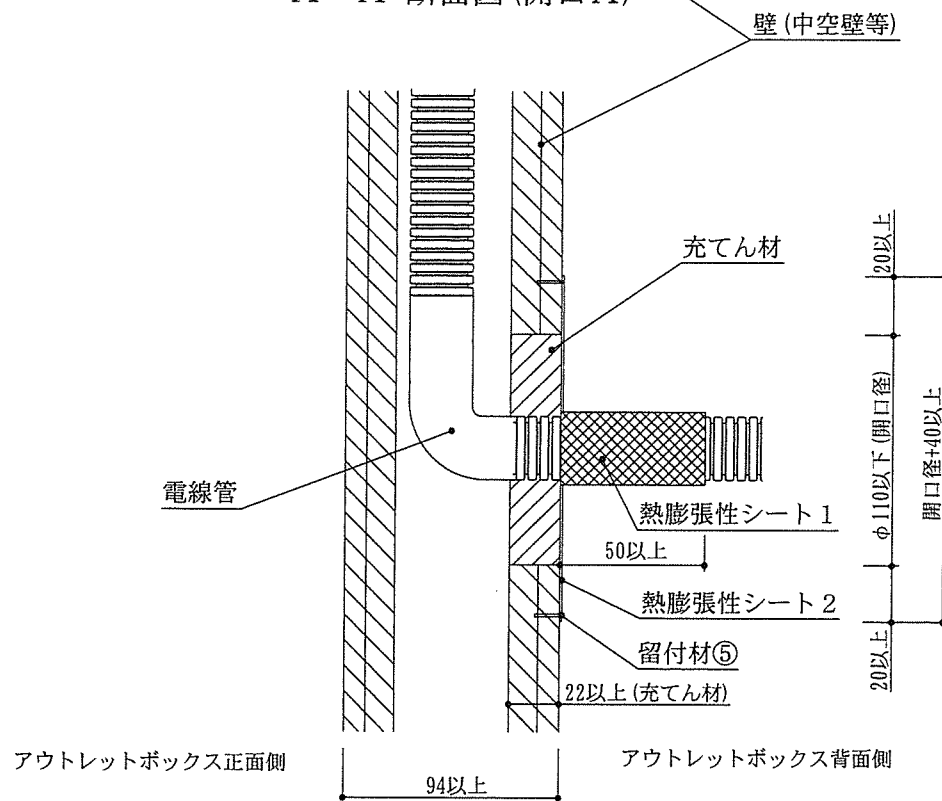 壁(中空壁等)
充てん材
20以上
φ110以下(開口径)
開口径+40以上
電線管
熱膨張性シート1
50以上
熱膨張性シート2
留付材⑤
20以上
22以上(充てん材)
アウトレットボックス正面側
アウトレットボックス背面側
94以上